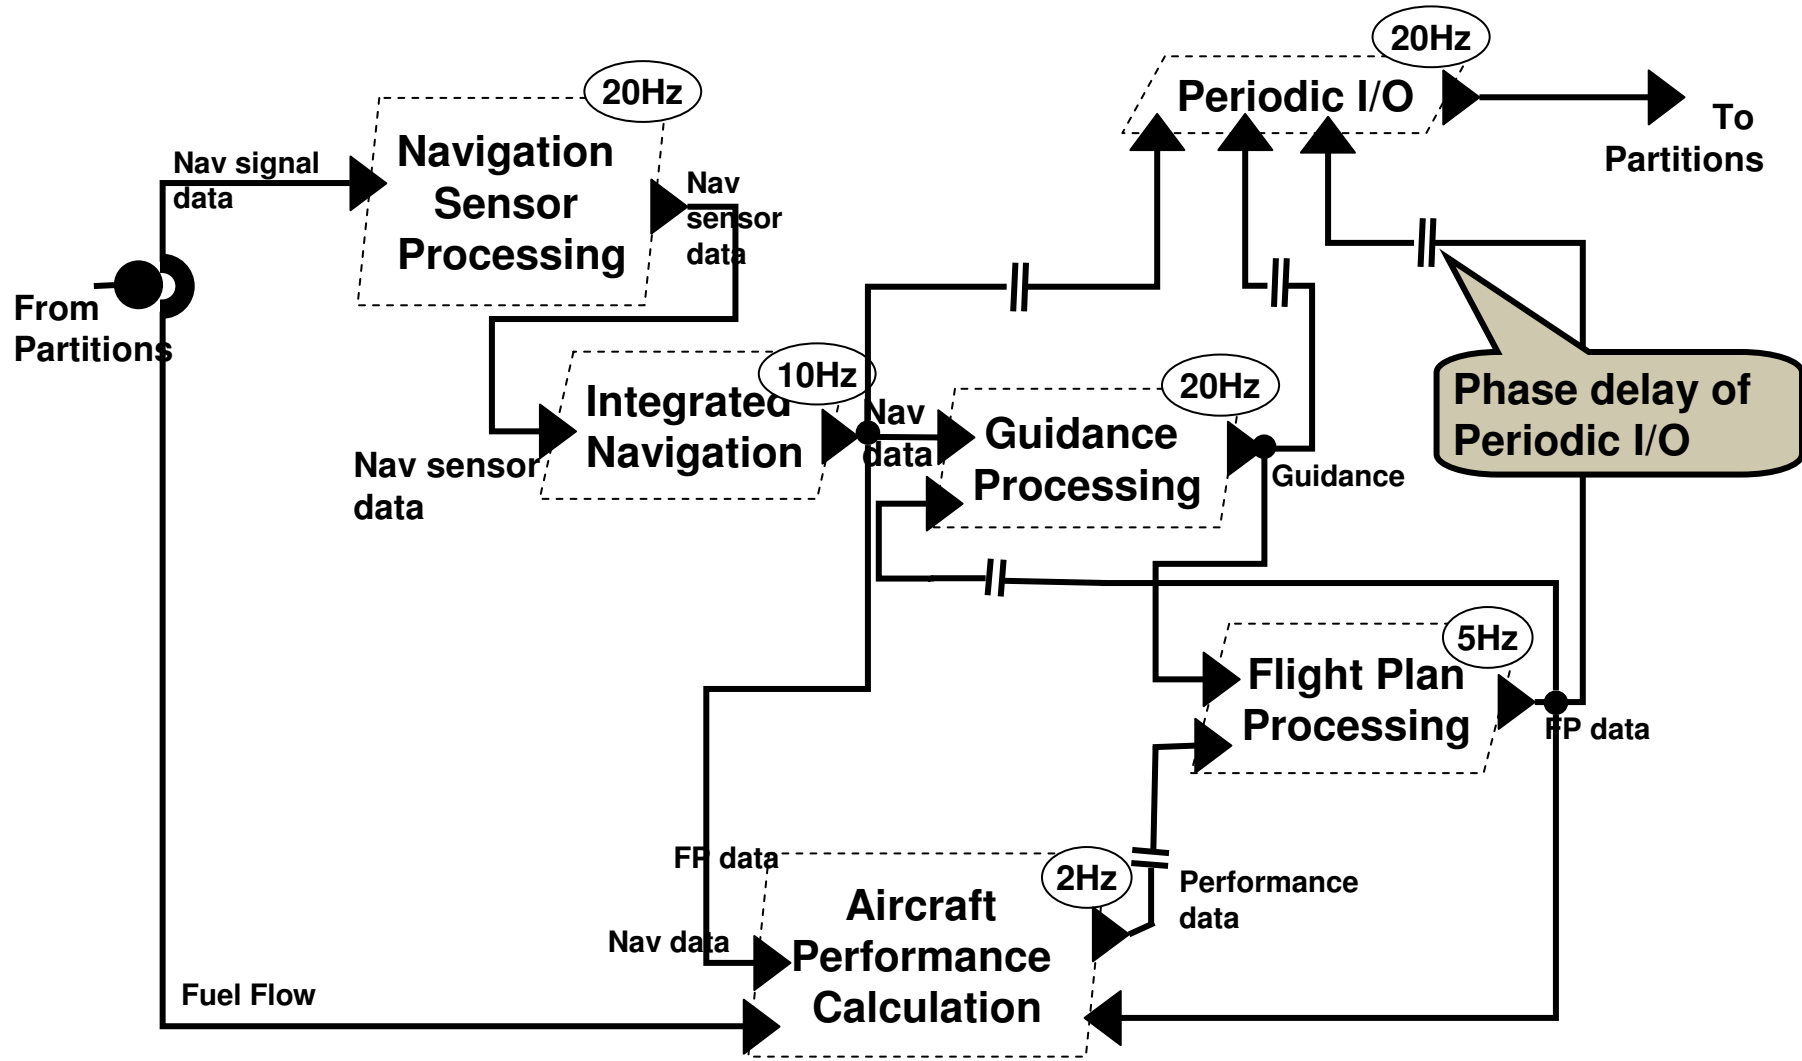 20Hz
Periodic I/O
To
Partitions
20Hz
Navigation
Sensor
Processing
Nav signal
data
Nav
sensor
data
From
Partitions
10Hz
Integrated
Navigation
Nav sensor
data
Nav
data
20Hz
Guidance
Processing
Guidance
Phase delay of
Periodic I/O
5Hz
Flight Plan
Processing
FP data
FP data
2Hz
Aircraft
Performance
Calculation
Performance
data
Nav data
Fuel Flow